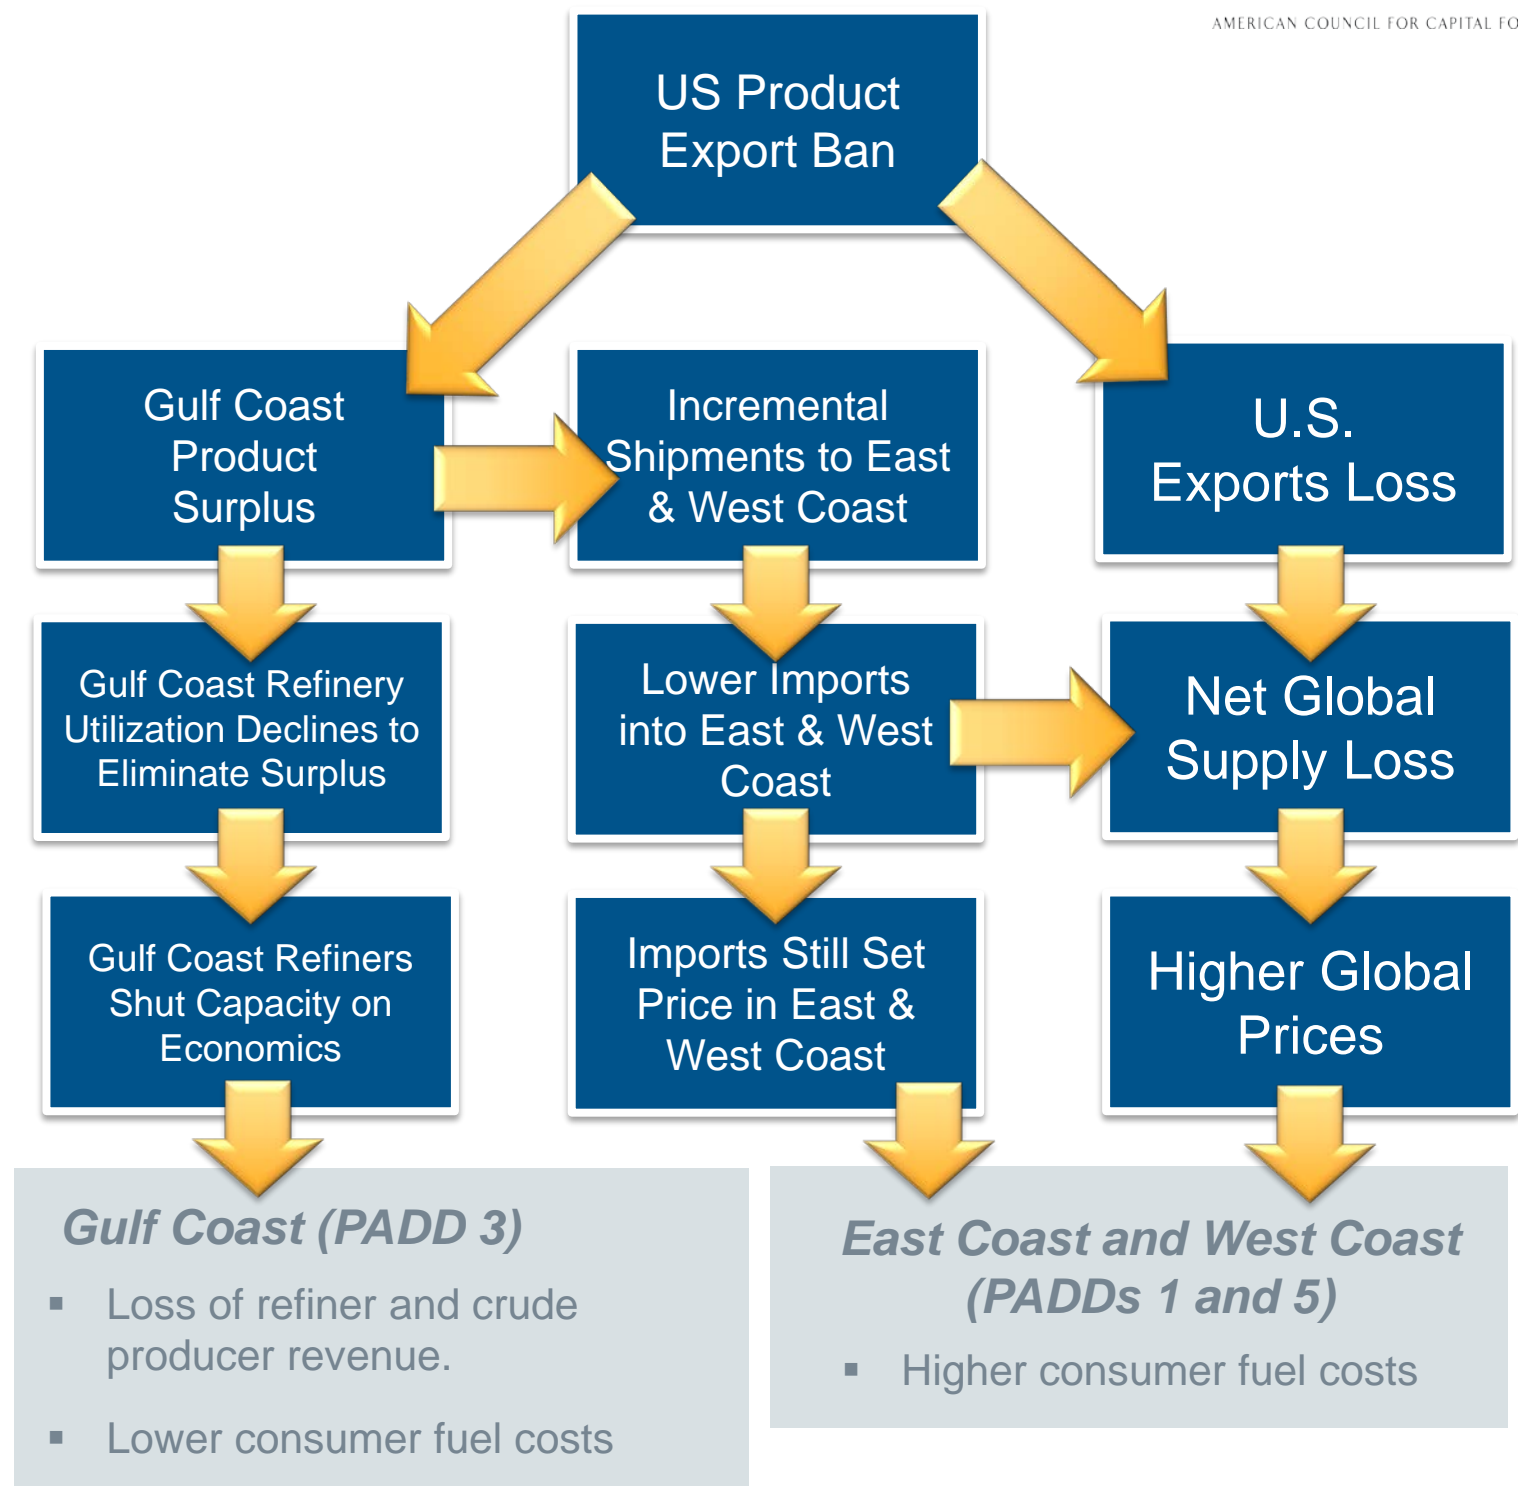 AMERICAN COUNCIL FOR CAPITAL FO
US Product
Export Ban
Gulf Coast
Product
Surplus
Incremental
Shipments to East
& West Coast
U.S.
Exports Loss
Gulf Coast Refinery
Utilization Declines to
Eliminate Surplus
Lower Imports
into East & West
Coast
Net Global
Supply Loss
Gulf Coast Refiners
Shut Capacity on
Economics
Imports Still Set
Price in East &
West Coast
Higher Global
Prices
Gulf Coast (PADD 3)
▪ Loss of refiner and crude
producer revenue.
▪ Lower consumer fuel costs
East Coast and West Coast
(PADDs 1 and 5)
▪ Higher consumer fuel costs